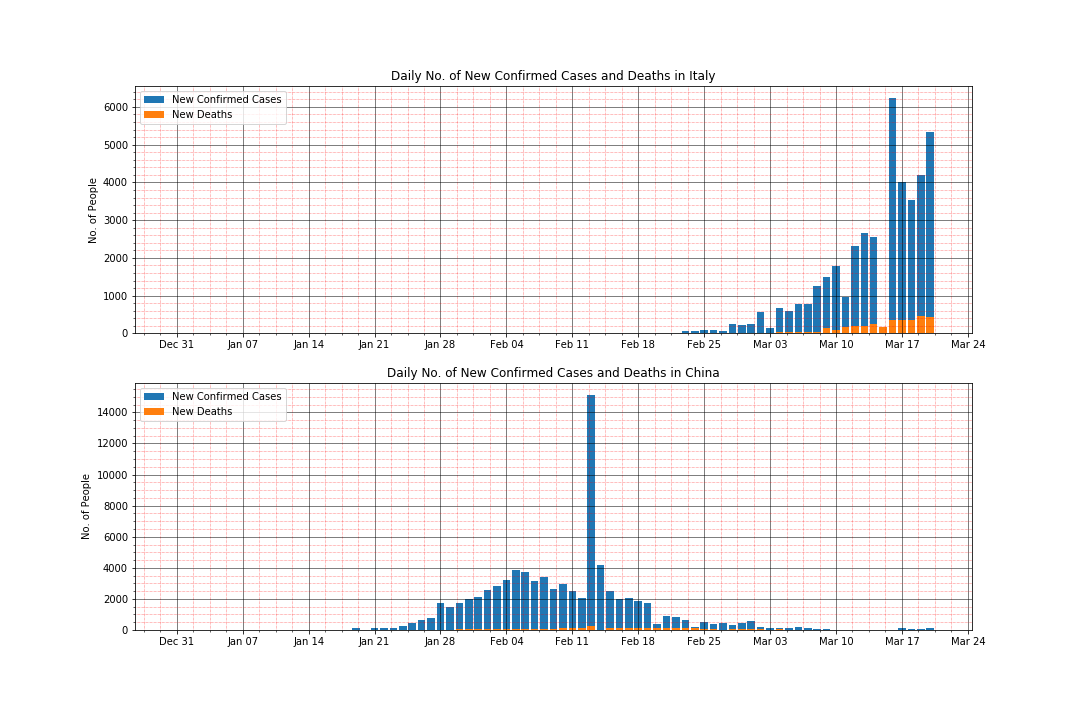 Daily No. of New Confirmed Cases and Deaths in Italy
New Confirmed Cases
New Deaths
No. of People
6000
5000
4000
3000
2000
1000
0
Dec 31 Jan 07 Jan 14 Jan 21 Jan 28 Feb 04 Feb 11 Feb 18 Feb 25 Mar 03 Mar 10 Mar 17 Mar 24
Daily No. of New Confirmed Cases and Deaths in China
New Confirmed Cases
New Deaths
No. of People
14000
12000
10000
8000
6000
4000
2000
0
Dec 31 Jan 07 Jan 14 Jan 21 Jan 28 Feb 04 Feb 11 Feb 18 Feb 25 Mar 03 Mar 10 Mar 17 Mar 24